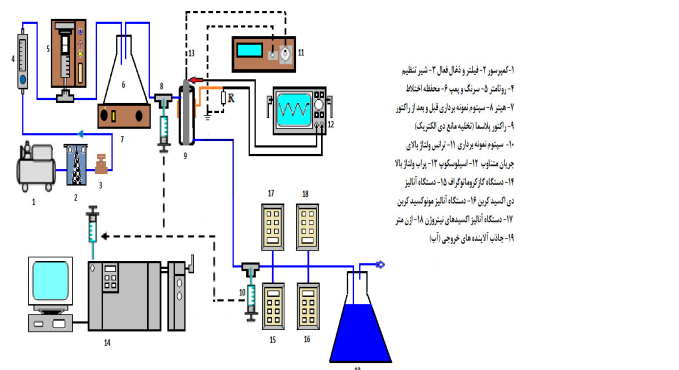 ۱-کمپرسور ۲- فیلتر و ذغال فعال ۳- شیر تنظیم
۴- روتامتر ۵- سرنگ و پمپ ۶- محفظه اختلاط
۷- هیتر ۸- سپتوم نمونه برداری قبل و بعد از راکتور
۹- راکتور پلاسما (تخلیه مانع دی الکتریک)
۱۰- سپتوم نمونه برداری ۱۱- ترانس ولتاژ بالای
جریان متناوب ۱۲- اسیلوسکوپ ۱۳- پراب ولتاژ بالا
۱۴- دستگاه گازکروماتوگراف ۱۵- دستگاه آنالیز
دی اکسید کربن ۱۶- دستگاه آنالیز مونوکسید کربن
۱۷- دستگاه آنالیز اکسیدهای نیتروژن ۱۸- ازن متر
۱۹- جاذب آلاینده های خروجی (آب)
4
5
6
7
8
13
11
R
12
9
1
2
3
17
18
10
15
16
14